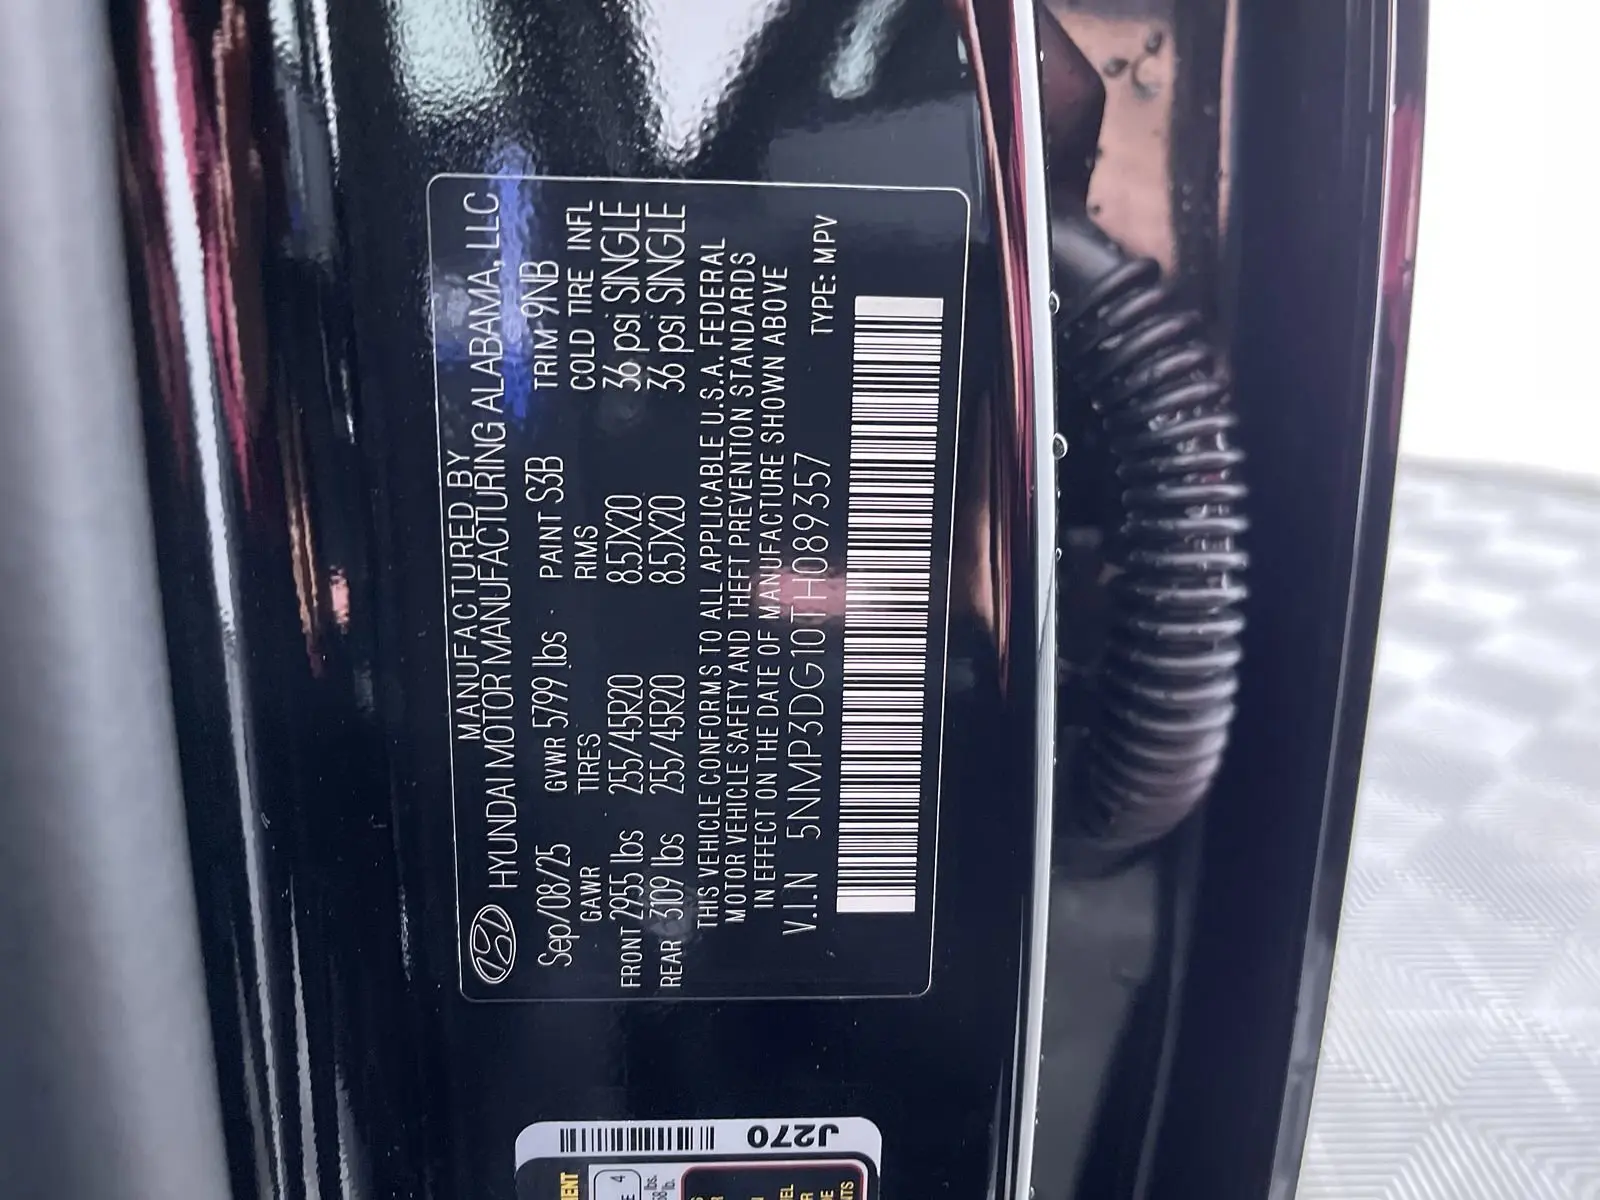 MANUFACTURED BY
HYUNDAI MOTOR MANUFACTURING ALABAMA, LLC
Sep/08/25 GVWR 5799 lbs PAINT S3B TRIM 9NB
GAWR TIRES RIMS COLD TIRE INFL
FRONT 2955 lbs 255/45R20 8.5JX20 36 psi SINGLE
REAR 3109 lbs 255/45R20 8.5JX20 36 psi SINGLE
THIS VEHICLE CONFORMS TO ALL APPLICABLE U.S.A. FEDERAL
MOTOR VEHICLE SAFETY AND THEFT PREVENTION STANDARDS
IN EFFECT ON THE DATE OF MANUFACTURE SHOWN ABOVE
V.I.N 5NMP3DG10TH089357 TYPE: MPV
J270
4
lbs.